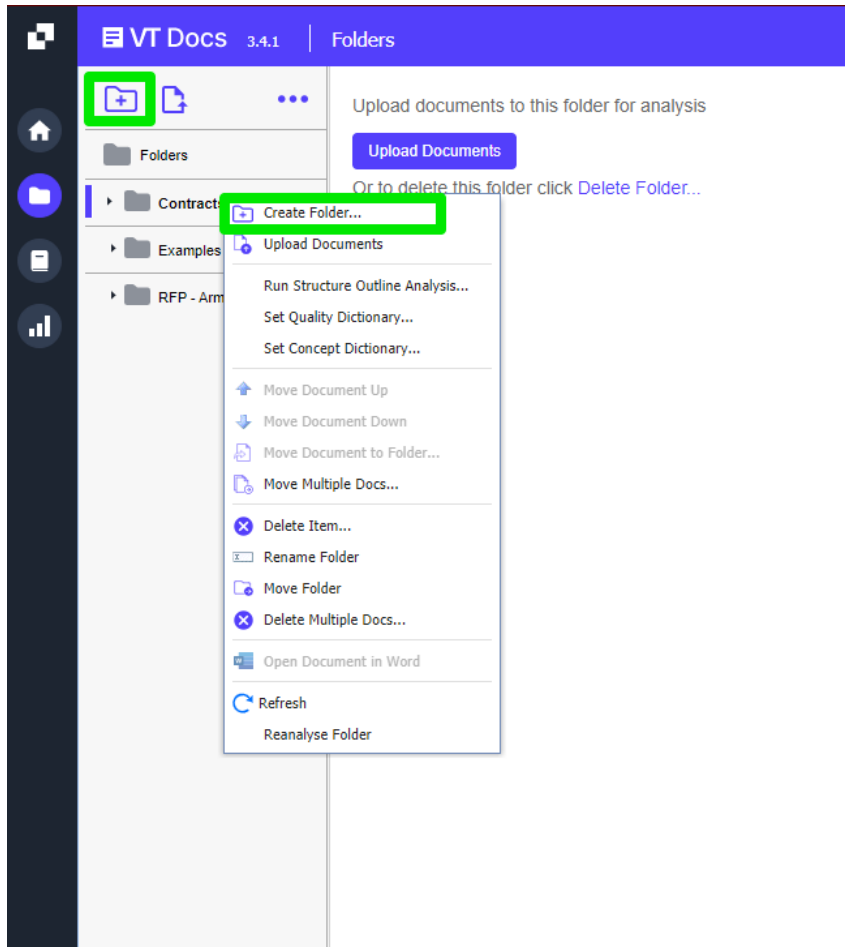 VT Docs 3.4.1 Folders
Upload documents to this folder for analysis
Upload Documents
Or to delete this folder click Delete Folder...
Folders
Contracts
Examples
RFP - Arm
Create Folder...
Upload Documents
Run Structure Outline Analysis...
Set Quality Dictionary...
Set Concept Dictionary...
Move Document Up
Move Document Down
Move Document to Folder...
Move Multiple Docs...
Delete Item...
Rename Folder
Move Folder
Delete Multiple Docs...
Open Document in Word
Refresh
Reanalyse Folder